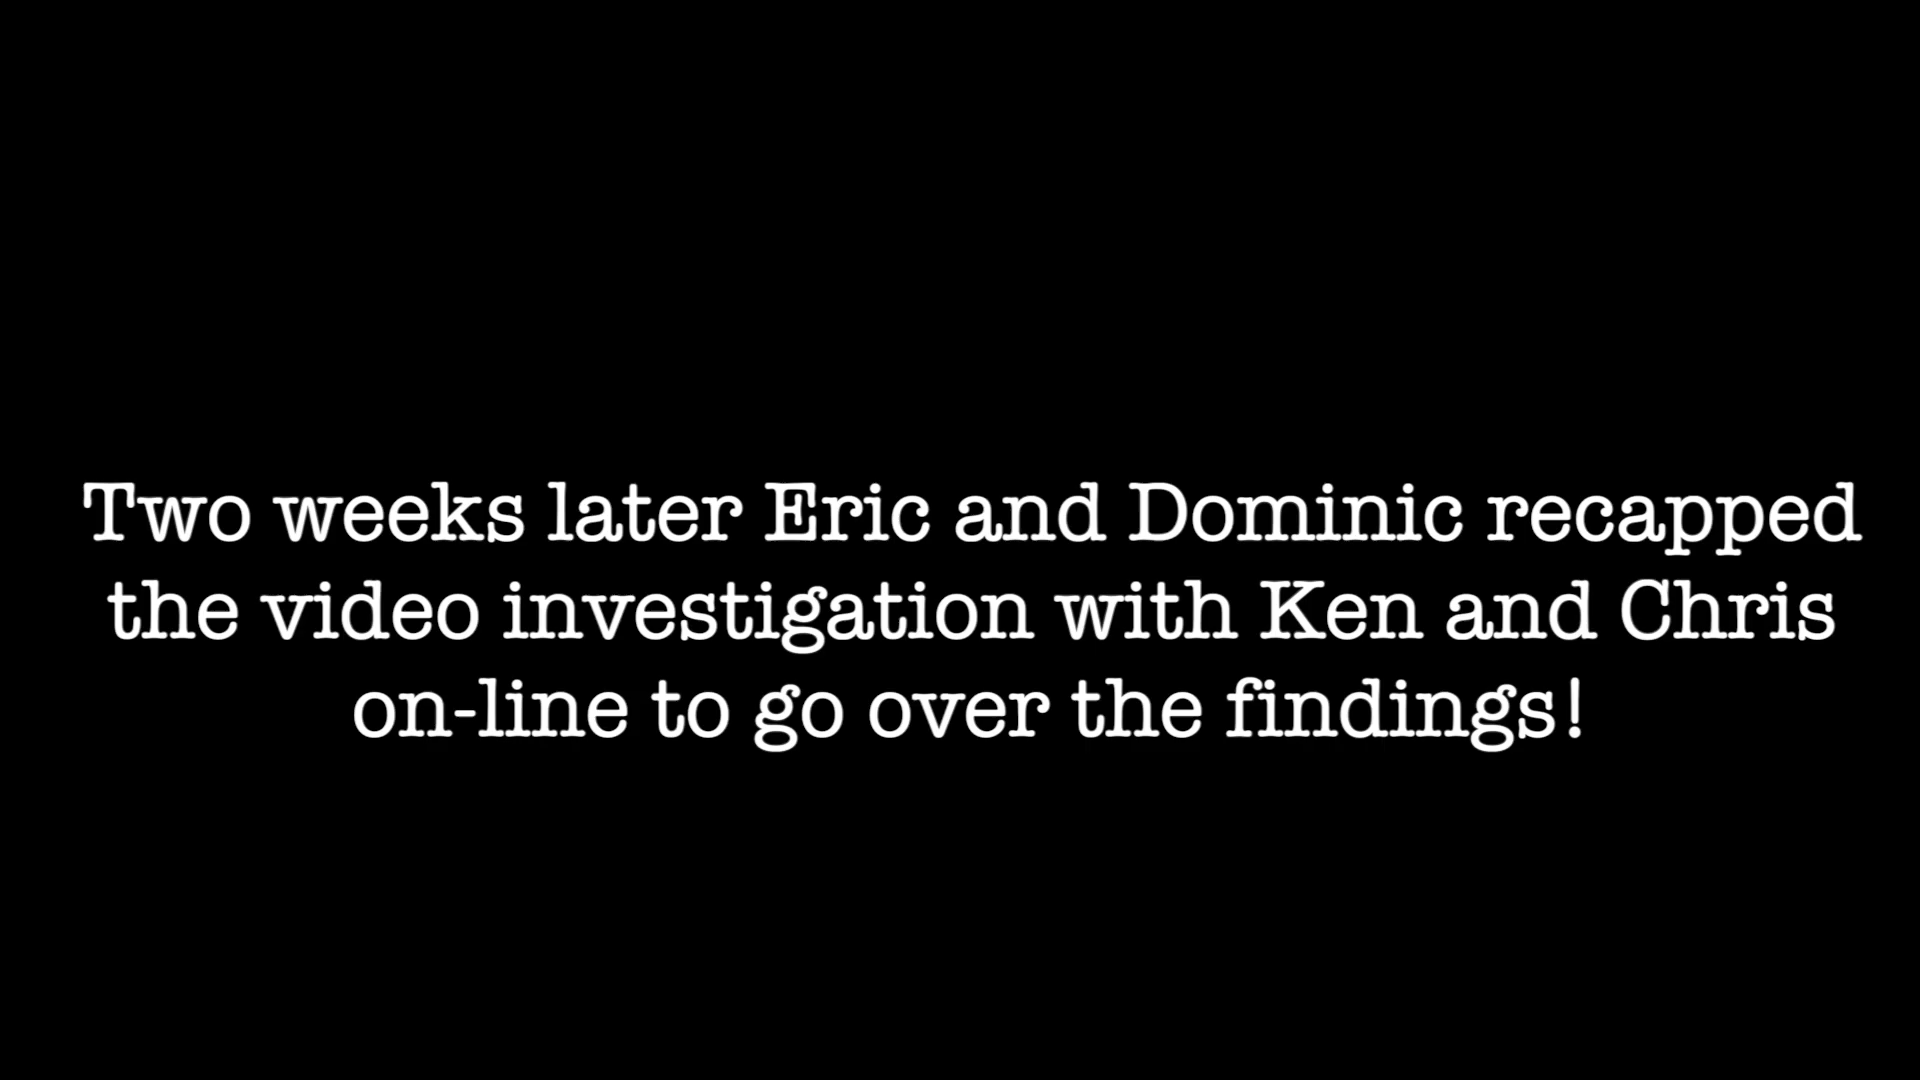 Two weeks later Eric and Dominic recapped
the video investigation with Ken and Chris
on-line to go over the findings!